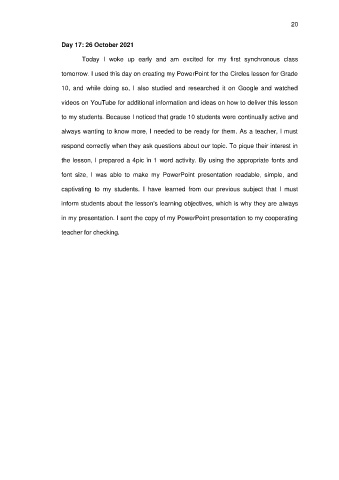 20
Day 17: 26 October 2021
Today I woke up early and am excited for my first synchronous class
tomorrow. I used this day on creating my PowerPoint for the Circles lesson for Grade
10, and while doing so, I also studied and researched it on Google and watched
videos on YouTube for additional information and ideas on how to deliver this lesson
to my students. Because I noticed that grade 10 students were continually active and
always wanting to know more, I needed to be ready for them. As a teacher, I must
respond correctly when they ask questions about our topic. To pique their interest in
the lesson, I prepared a 4pic in 1 word activity. By using the appropriate fonts and
font size, I was able to make my PowerPoint presentation readable, simple, and
captivating to my students. I have learned from our previous subject that I must
inform students about the lesson's learning objectives, which is why they are always
in my presentation. I sent the copy of my PowerPoint presentation to my cooperating
teacher for checking.